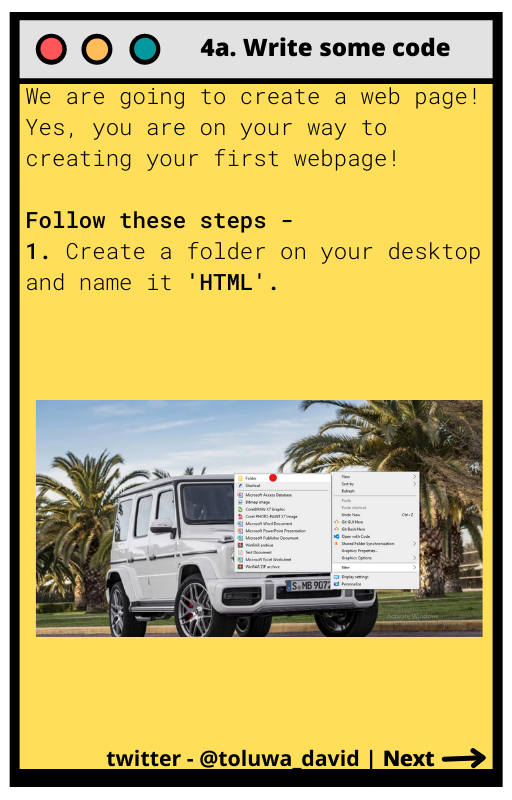 4a. Write some code
We are going to create a web page!
Yes, you are on your way to
creating your first webpage!
Follow these steps -
1. Create a folder on your desktop
and name it 'HTML'.
Folder
Shortcut
Microsoft Access Database
Bitmap image
CorelDRAW X7 Graphic
Corel PHOTO-PAINT X7 Image
Microsoft Word Document
Microsoft PowerPoint Presentation
Microsoft Publisher Document
WinRAR archive
Text Document
Microsoft Excel Worksheet
WinRAR ZIP archive
View
Sort by
Refresh
Paste
Paste shortcut
Undo New Ctrl+Z
Git GUI Here
Git Bash Here
Open with Code
Shared Folder Synchronization
Graphics Properties...
Graphics Options
New
Display settings
Personalize
S MB 9072
Activate Windows
twitter - @toluwa_david | Next